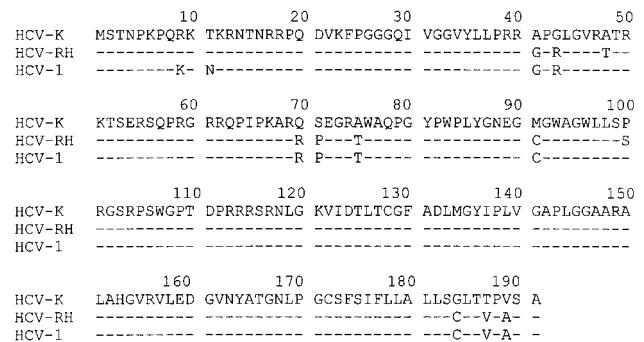 10 20 30 40 50
HCV-K MSTNPKPQRK TKRNTNRRPQ DVKFPGGGQI VGGVYLLPRR APGLGVRATR
HCV-RH ---------- ---------- ---------- ---------- G-R----T--
HCV-1 --------K- N--------- ---------- ---------- G-R-------
60 70 80 90 100
HCV-K KTSERSQPRG RRQPIPKARQ SEGRAWAQPG YPWPLYGNEG MGWAGWLLSP
HCV-RH ---------- ---------R P---T----- ---------- C--------S
HCV-1 ---------- ---------R P---T----- ---------- C---------
110 120 130 140 150
HCV-K RGSRPSWGPT DPRRRSRNLG KVIDTLTCGF ADLMGYIPLV GAPLGGAARA
HCV-RH ---------- ---------- ---------- ---------- ----------
HCV-1 ---------- ---------- ---------- ---------- ----------
160 170 180 190
HCV-K LAHGVRVLED GVNYATGNLP GCSFSIFLLA LLSGLTTPVS A
HCV-RH ---------- ---------- ---------- ---C--V-A- -
HCV-1 ---------- ---------- ---------- ---C--V-A- -